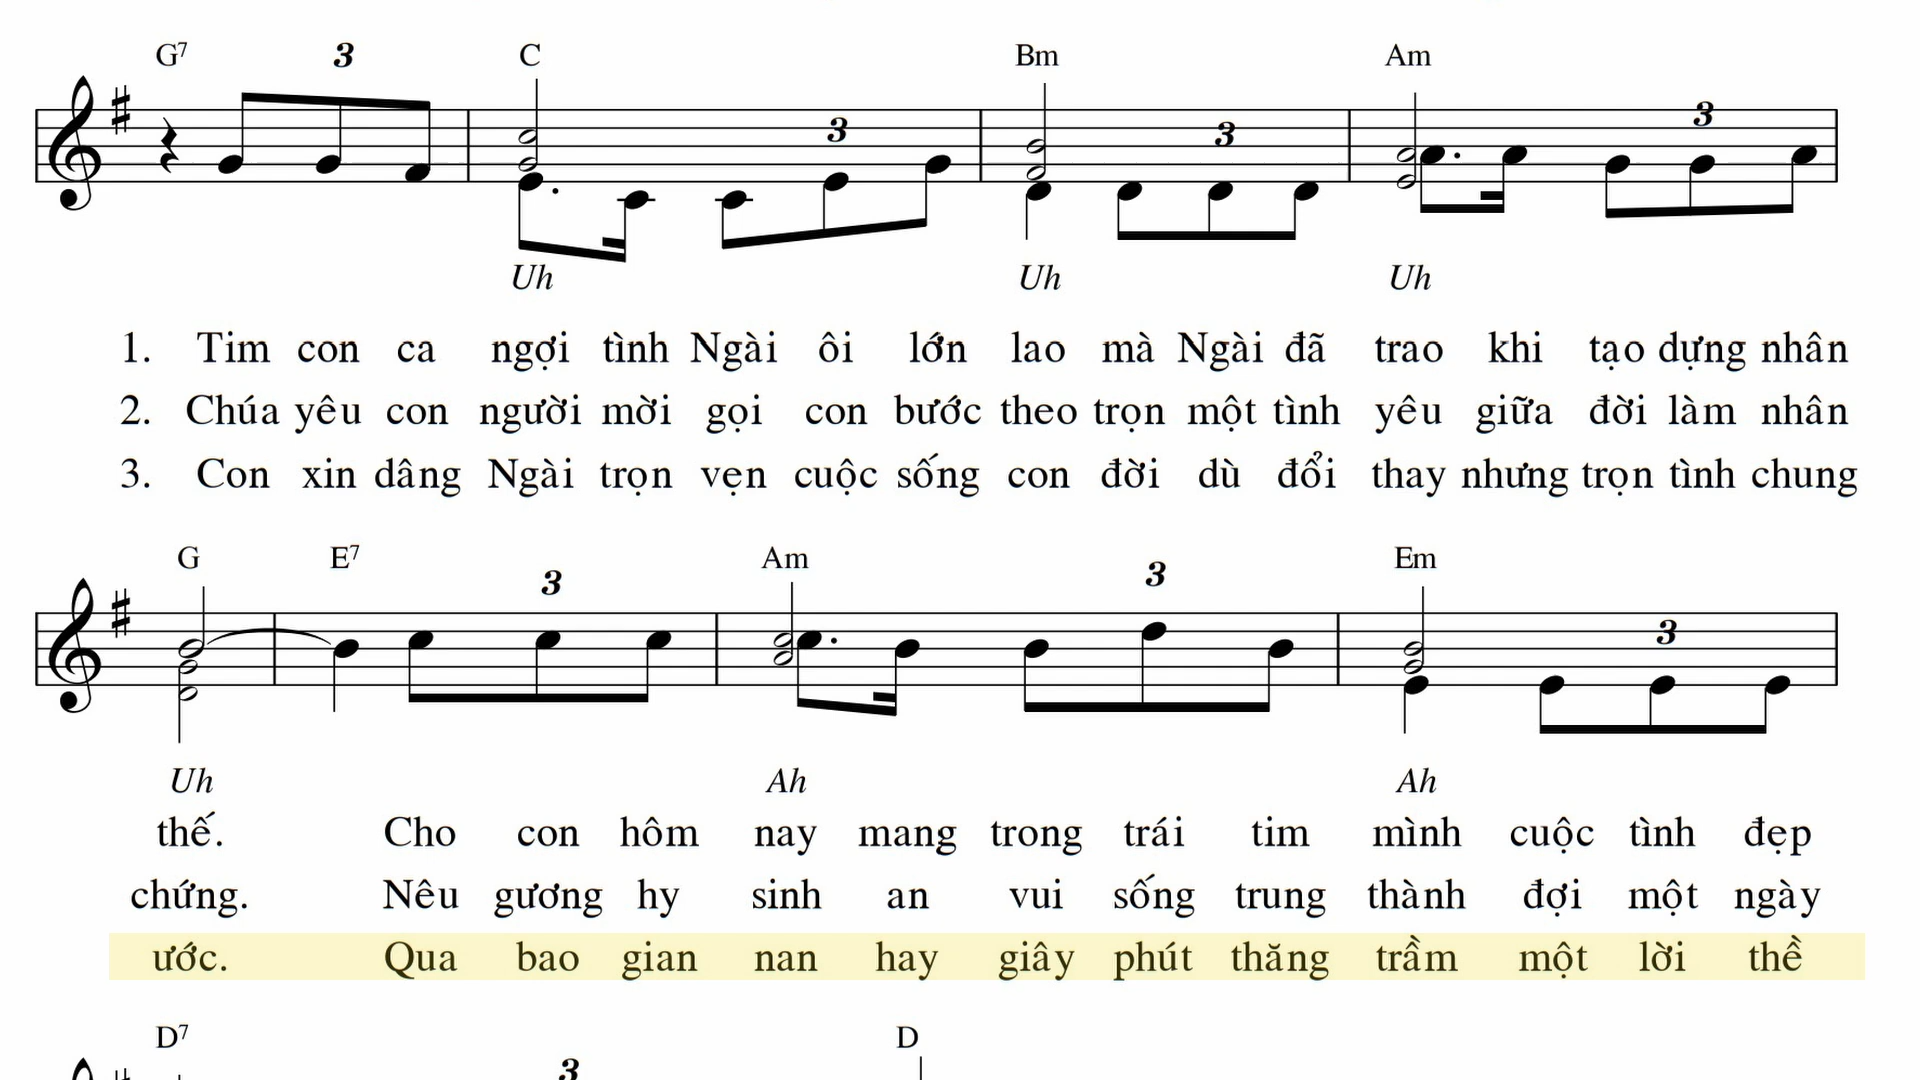 G7 3 C 3 Bm 3 Am 3
Uh Uh Uh
1. Tim con ca ngợi tình Ngài ôi lớn lao mà Ngài đã trao khi tạo dựng nhân
2. Chúa yêu con người mời gọi con bước theo trọn một tình yêu giữa đời làm nhân
3. Con xin dâng Ngài trọn vẹn cuộc sống con đời dù đổi thay nhưng trọn tình chung
G E7 3 Am 3 Em 3
Uh Ah Ah
thế. Cho con hôm nay mang trong trái tim mình cuộc tình đẹp
chứng. Nêu gương hy sinh an vui sống trung thành đợi một ngày
ước. Qua bao gian nan hay giây phút thăng trầm một lời thề
D7 3 D